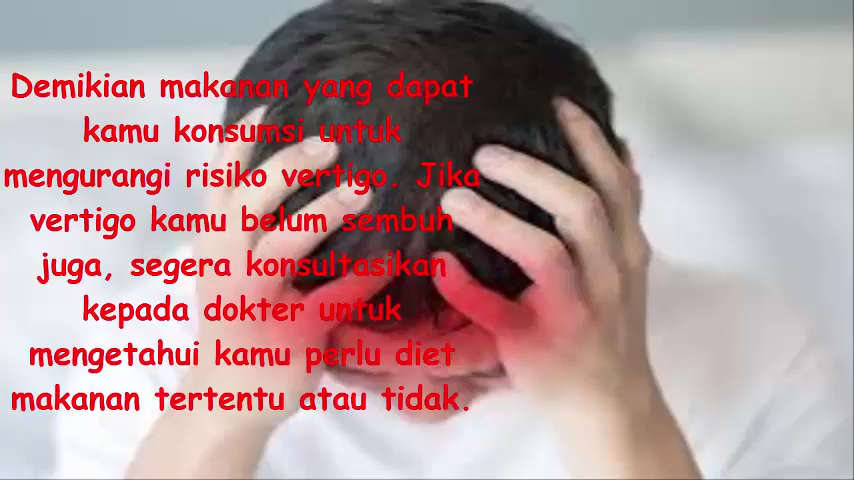 Demikian makanan yang dapat
kamu konsumsi untuk
mengurangi risiko vertigo. Jika
vertigo kamu belum sembuh
juga, segera konsultasikan
kepada dokter untuk
mengetahui kamu perlu diet
makanan tertentu atau tidak.